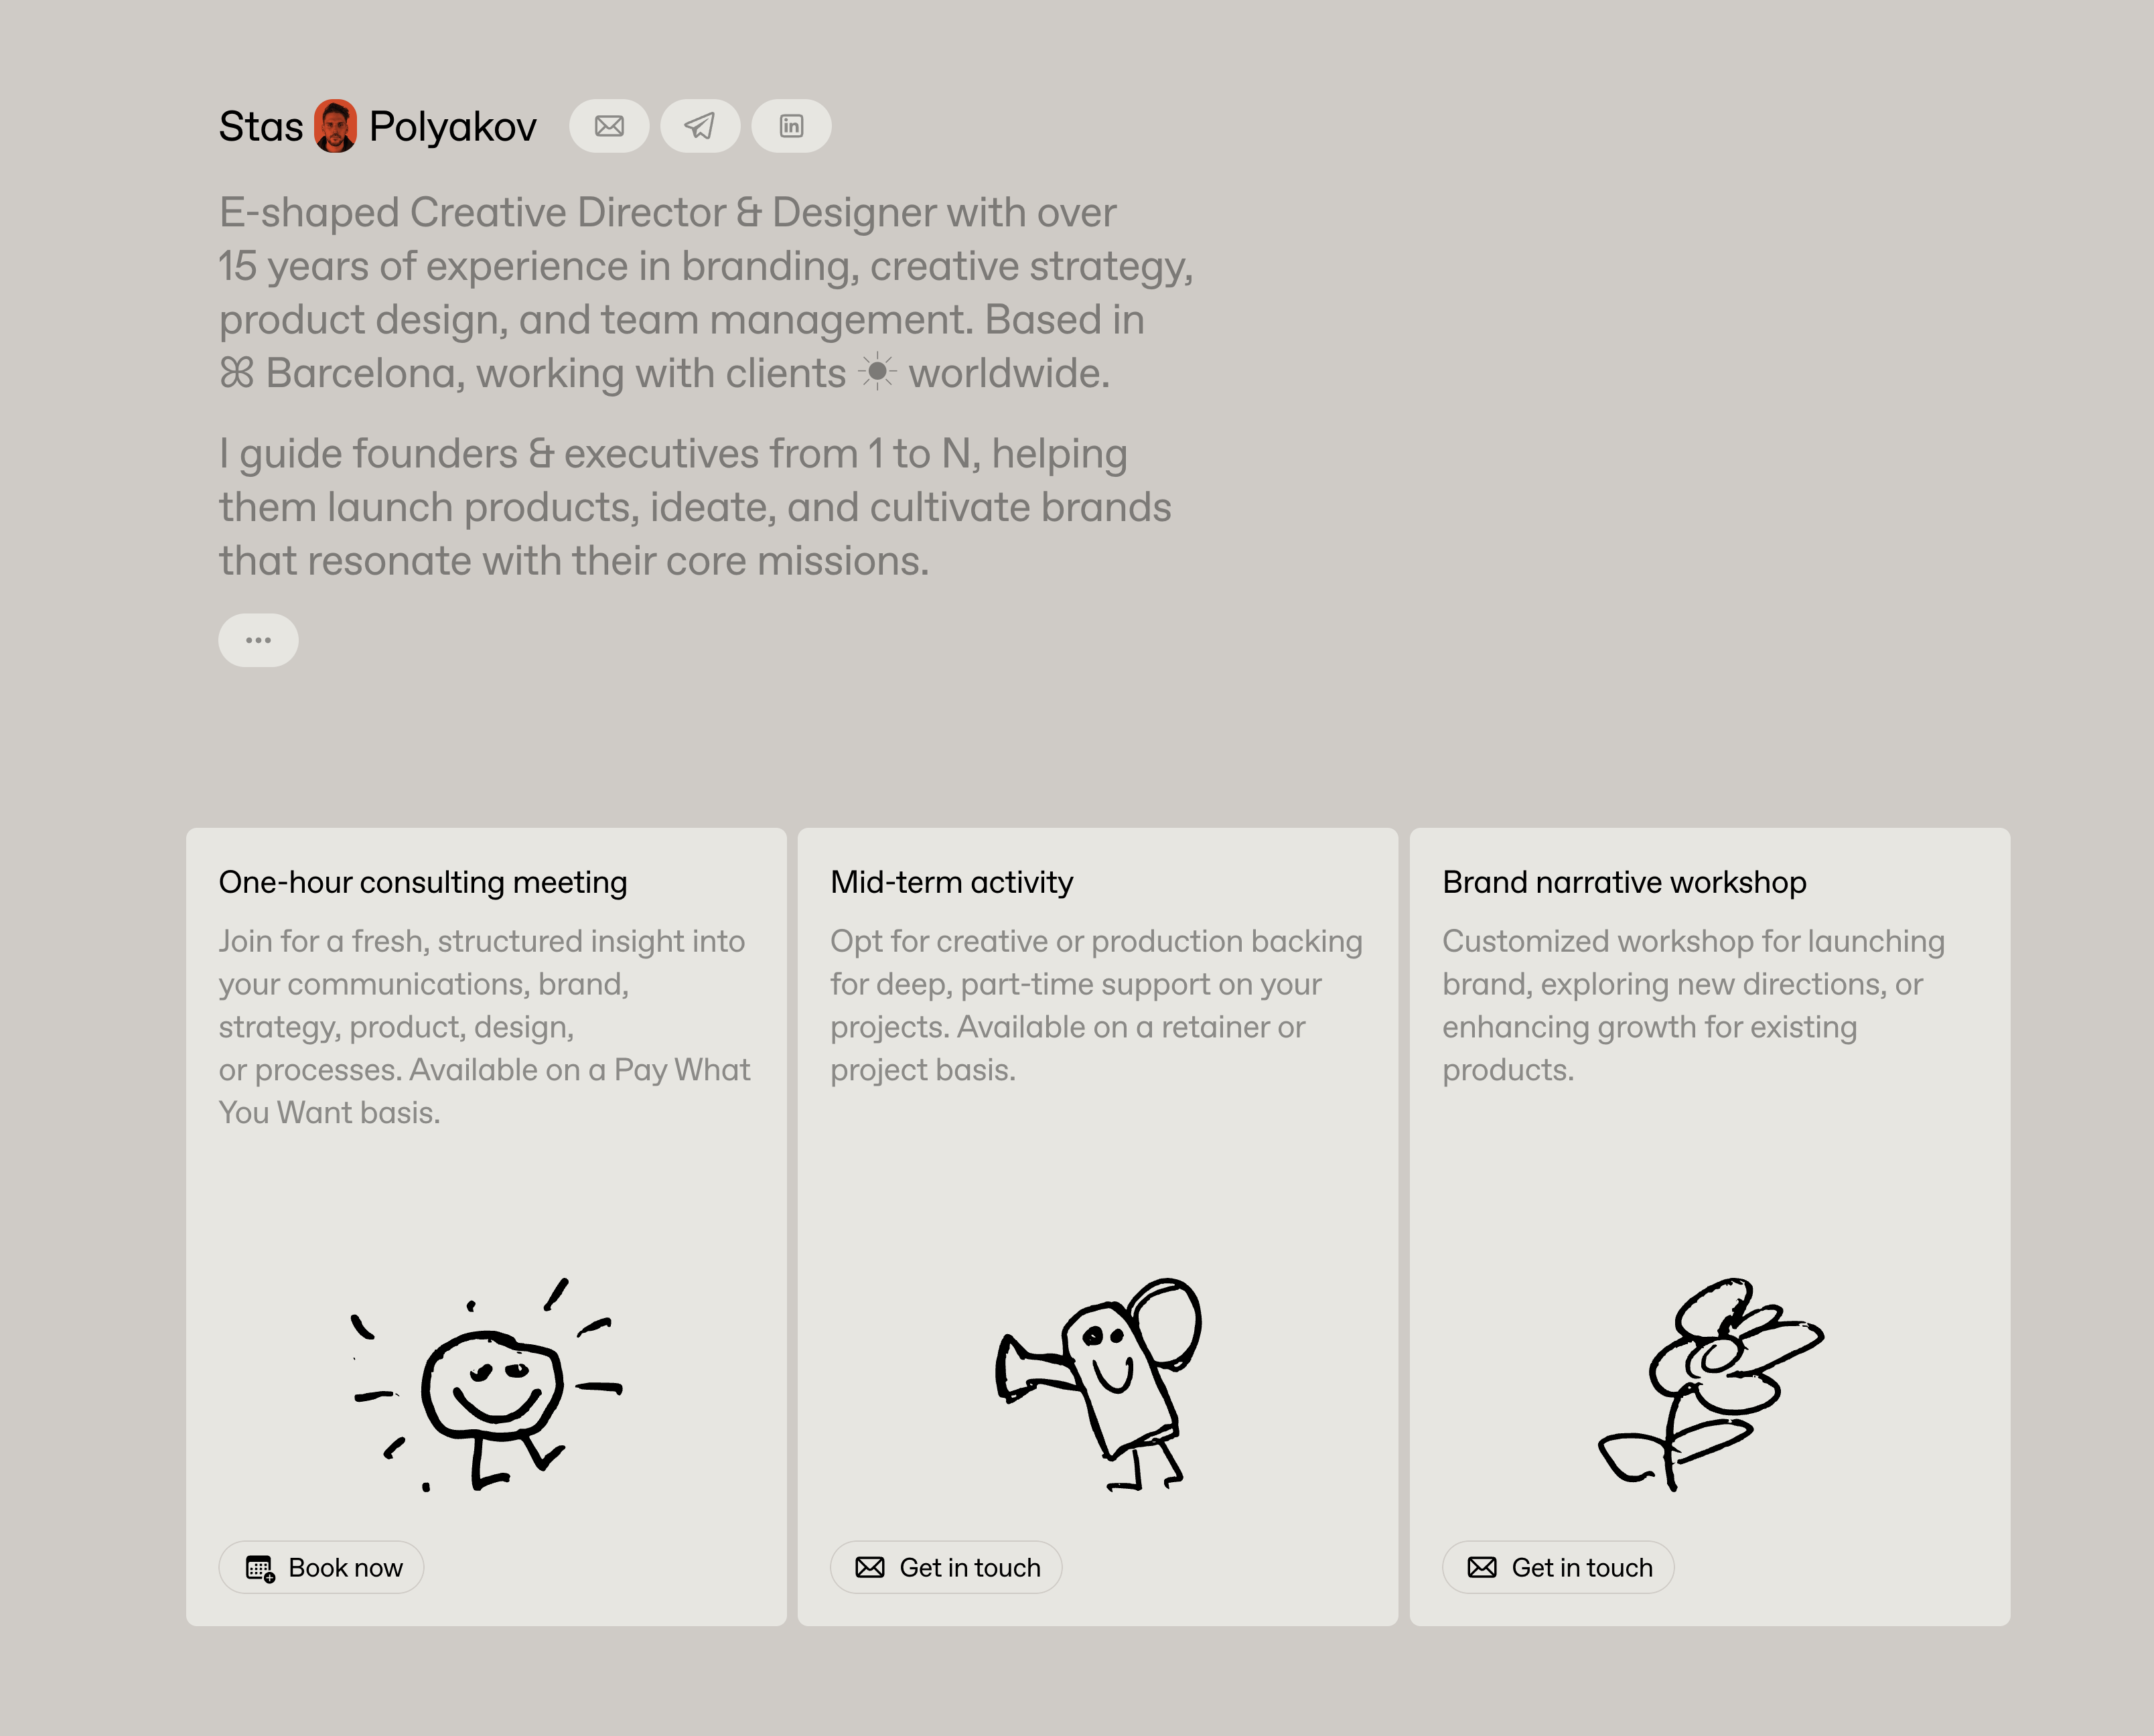 Stas Polyakov
in
E-shaped Creative Director & Designer with over
15 years of experience in branding, creative strategy,
product design, and team management. Based in
Barcelona, working with clients ☀ worldwide.
I guide founders & executives from 1 to N, helping
them launch products, ideate, and cultivate brands
that resonate with their core missions.
•••
One-hour consulting meeting
Join for a fresh, structured insight into
your communications, brand,
strategy, product, design,
or processes. Available on a Pay What
You Want basis.
Book now
Mid-term activity
Opt for creative or production backing
for deep, part-time support on your
projects. Available on a retainer or
project basis.
Get in touch
Brand narrative workshop
Customized workshop for launching
brand, exploring new directions, or
enhancing growth for existing
products.
Get in touch